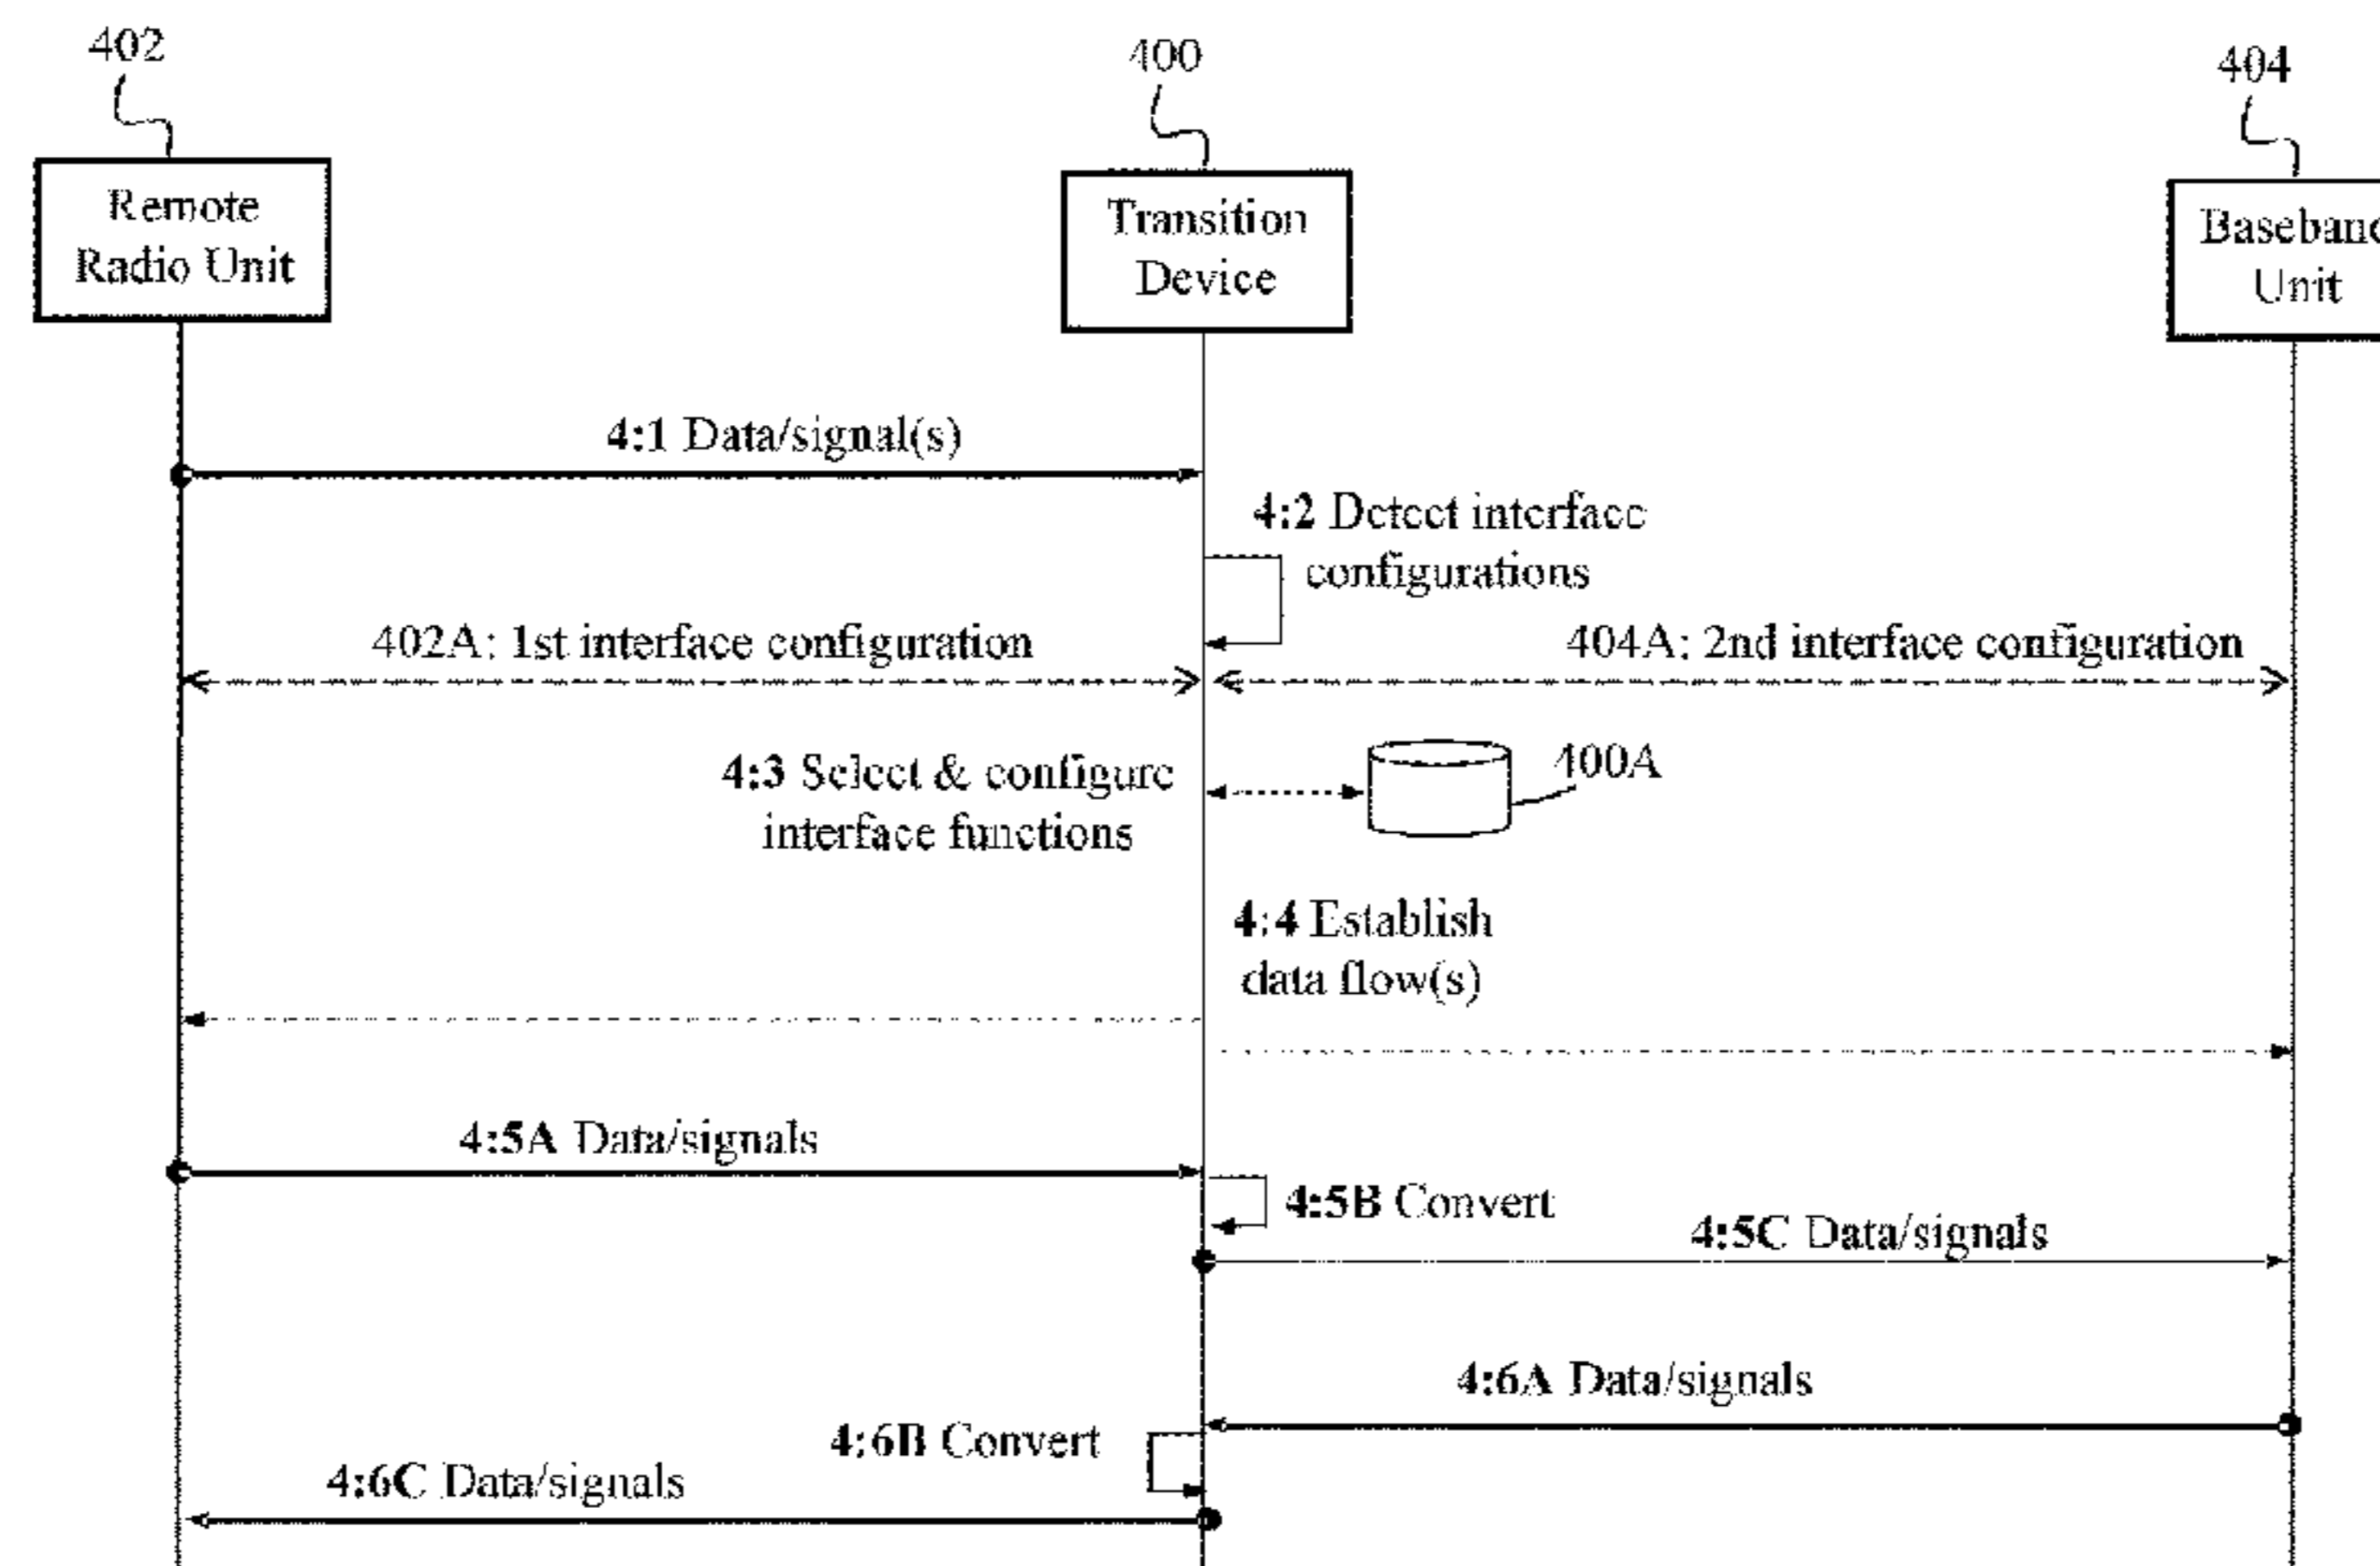 402
400
404
Remote
Radio Unit
Transition
Device
Baseband
Unit
4:1 Data/signal(s)
4:2 Detect interface
configurations
402A: 1st interface configuration
404A: 2nd interface configuration
4:3 Select & configure
interface functions
400A
4:4 Establish
data flow(s)
4:5A Data/signals
4:5B Convert
4:5C Data/signals
4:6A Data/signals
4:6B Convert
4:6C Data/signals